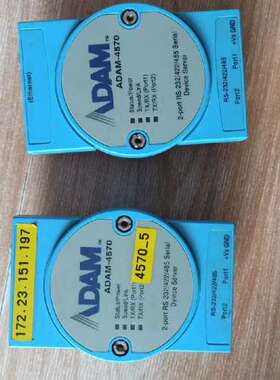 (Ethernet)
ADAM™
ADAM-4570
Status/Power
Speed/Link
TX/RX (Port1)
TX/RX (Port2)
2-port RS-232/422/485 Serial
Device Server
RS-232/422/485
Port2 Port1
+Vs GND
172.23.151.197
ADAM™
ADAM-4570
Status/Power
Speed/Link
TX/RX (Port1)
TX/RX (Port2
4570_5
2-port RS-232/422/485 Serial
Device Server
RS-232/422/485
Port2 Port1
+Vs GND